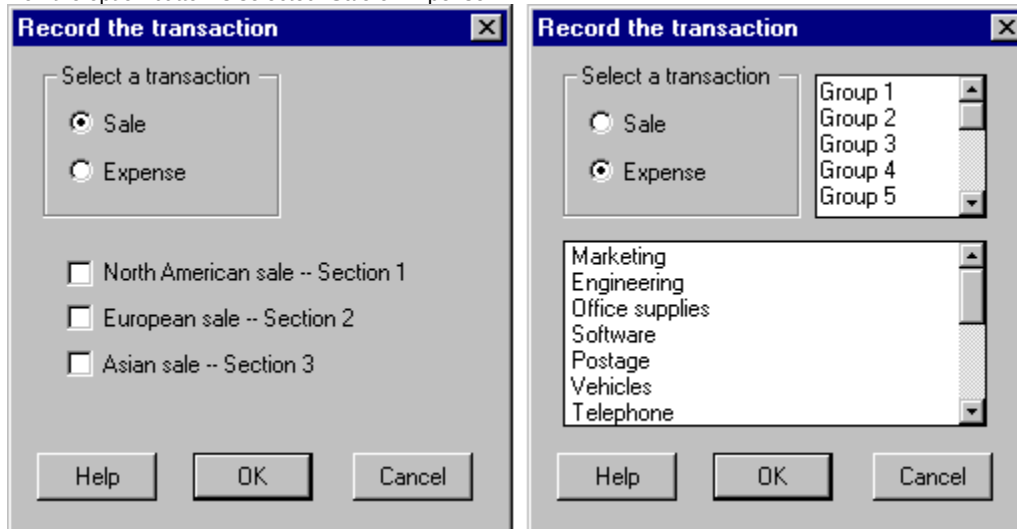 Record the transaction
Select a transaction
Sale
Expense
North American sale -- Section 1
European sale -- Section 2
Asian sale -- Section 3
Help
OK
Cancel
Record the transaction
Select a transaction
Sale
Expense
Group 1
Group 2
Group 3
Group 4
Group 5
Marketing
Engineering
Office supplies
Software
Postage
Vehicles
Telephone
Help
OK
Cancel